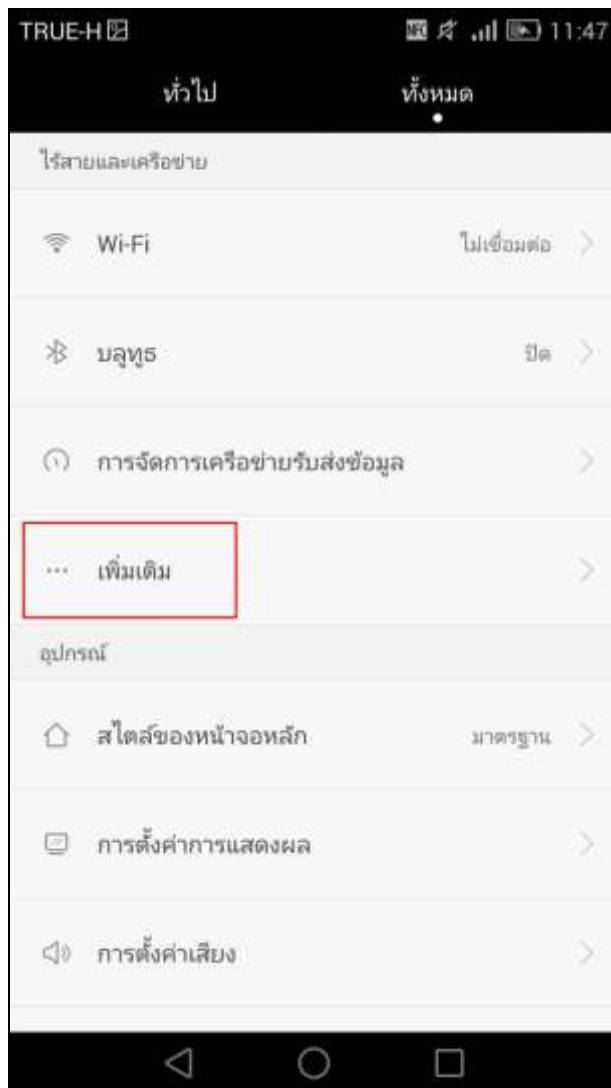 TRUE-H 11:47
ทั่วไป ทั้งหมด
ไร้สายและเครือข่าย
Wi-Fi ไม่เชื่อมต่อ
บลูทูธ ปิด
การจัดการเครือข่ายรับส่งข้อมูล
เพิ่มเติม
อุปกรณ์
สไตล์ของหน้าจอหลัก มาตรฐาน
การตั้งค่าการแสดงผล
การตั้งค่าเสียง